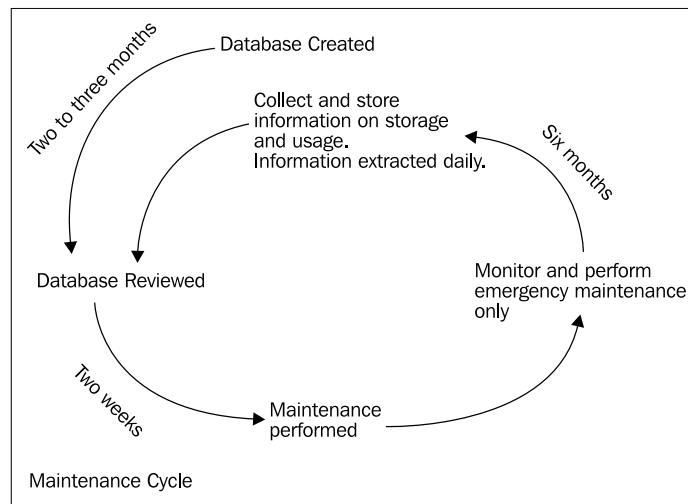 Database Created
Two to three months
Collect and store
information on storage
and usage.
Information extracted daily.
Six months
Database Reviewed
Monitor and perform
emergency maintenance
only
Two weeks
Maintenance
performed
Maintenance Cycle